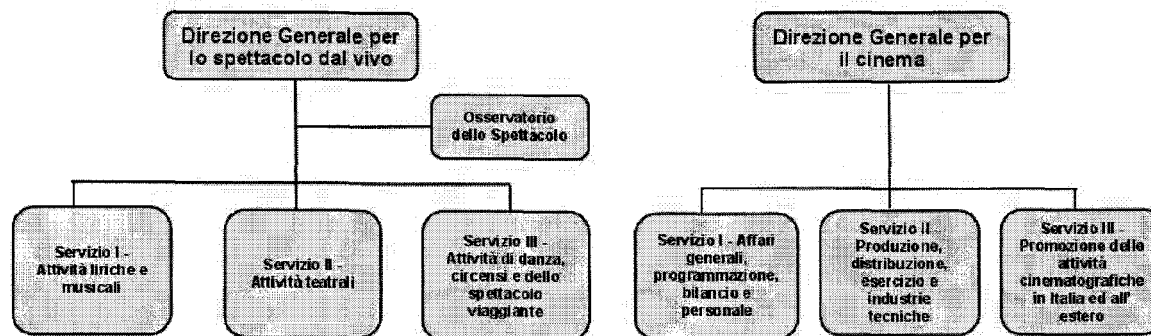 Direzione Generale per
lo spettacolo dal vivo
Osservatorio
dello Spettacolo
Servizio I -
Attività liriche e
musicali
Servizio II -
Attività teatrali
Servizio III -
Attività di danza,
circensi e dello
spettacolo
viaggiante
Direzione Generale per
il cinema
Servizio I - Affari
generali,
programmazione,
bilancio e
personale
Servizio II -
Produzione,
distribuzione,
esercizio e
industrie
tecniche
Servizio III -
Promozione delle
attività
cinematografiche
in Italia ed all'
estero